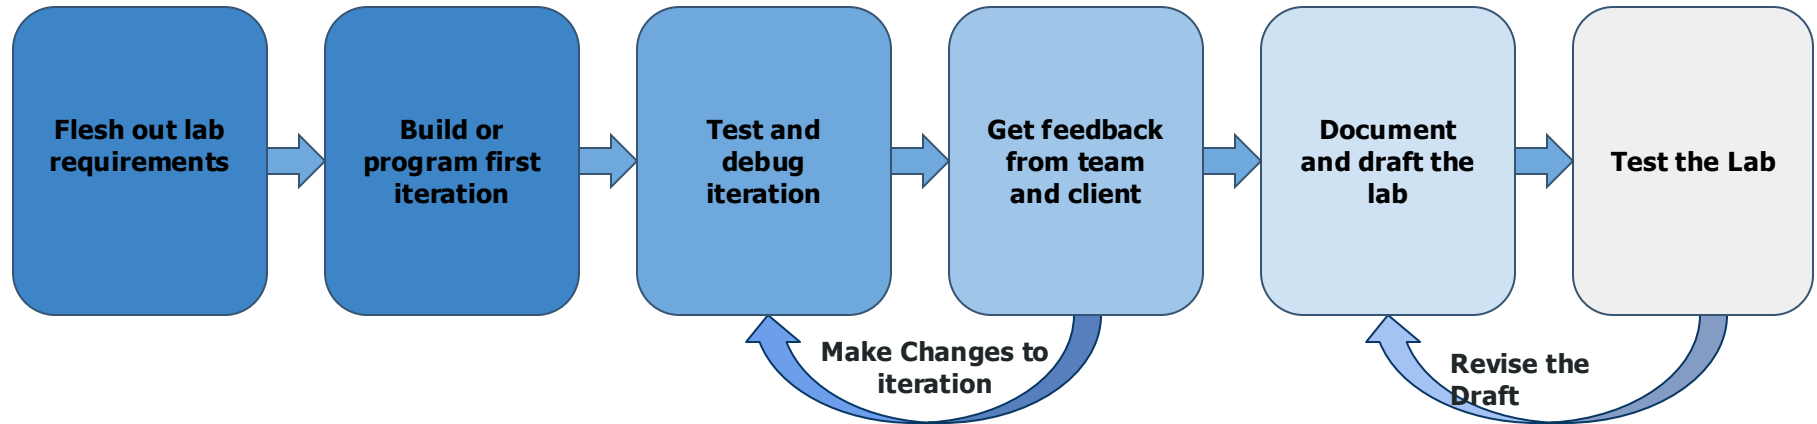 Flesh out lab
requirements
Build or
program first
iteration
Test and
debug
iteration
Get feedback
from team
and client
Document
and draft the
lab
Test the Lab
Make Changes to
iteration
Revise the
Draft